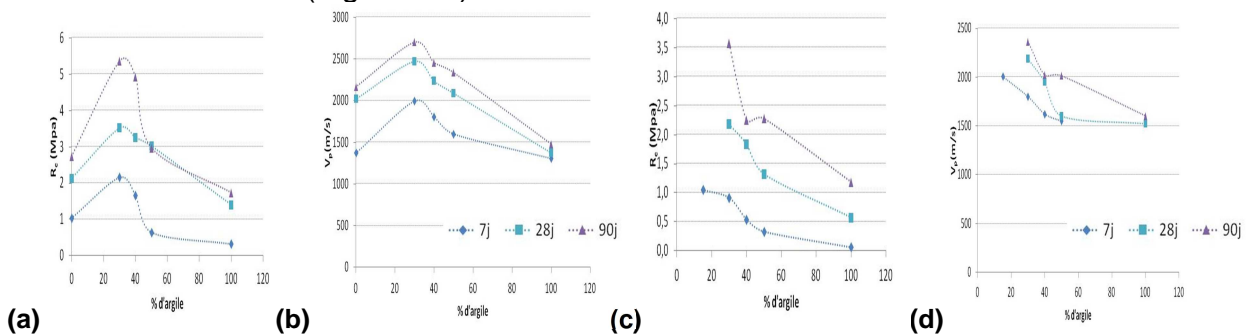 6
5
4
3
2
1
0
R_c (Mpa)
0 20 40 60 80 100 120
% d'argile
(a)
3000
2500
2000
1500
1000
500
0
V_p(m/s)
7j 28j 90j
0 20 40 60 80 100 120
% d'argile
(b)
4,0
3,5
3,0
2,5
2,0
1,5
1,0
0,5
0,0
R_c (Mpa)
0 20 40 60 80 100 120
% d'argile
(c)
2500
2000
1500
1000
500
0
V_p(m/s)
7j 28j 90j
0 20 40 60 80 100 120
% d'argile
(d)